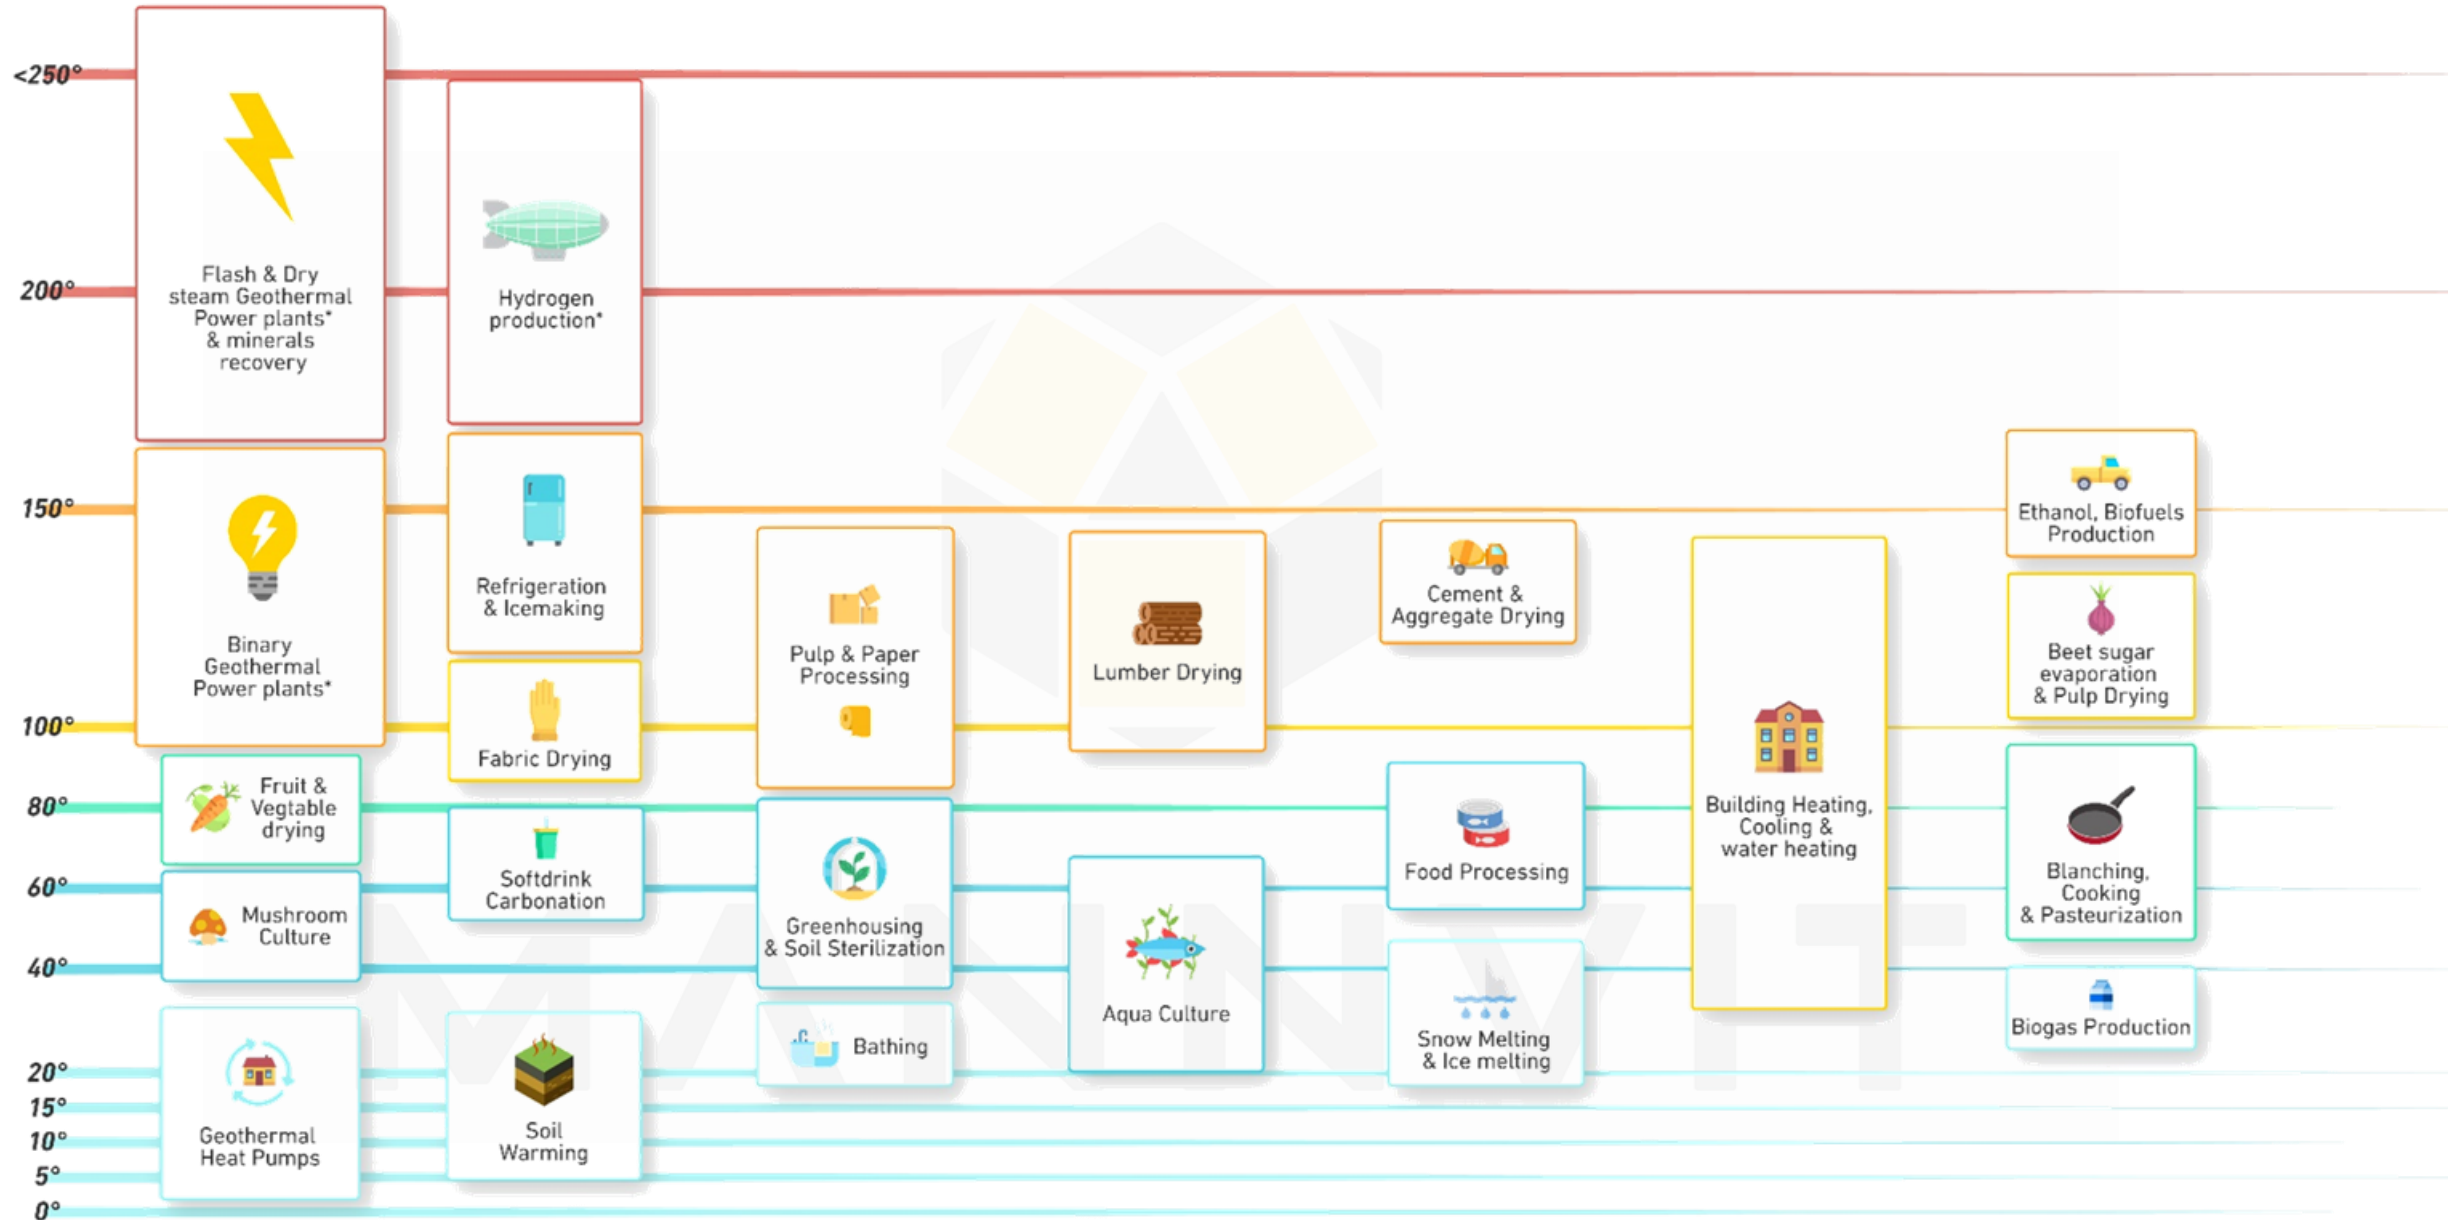 <250°
200°
150°
100°
80°
60°
40°
20°
15°
10°
5°
0°
Flash & Dry
steam Geothermal
Power plants*
& minerals
recovery
Binary
Geothermal
Power plants*
Fruit &
Vegtable
drying
Mushroom
Culture
Geothermal
Heat Pumps
Hydrogen
production*
Refrigeration
& Icemaking
Fabric Drying
Softdrink
Carbonation
Soil
Warming
Pulp & Paper
Processing
Greenhousing
& Soil Sterilization
Bathing
Lumber Drying
Aqua Culture
Cement &
Aggregate Drying
Food Processing
Snow Melting
& Ice melting
Building Heating,
Cooling &
water heating
Ethanol, Biofuels
Production
Beet sugar
evaporation
& Pulp Drying
Blanching,
Cooking
& Pasteurization
Biogas Production
MANNVIT